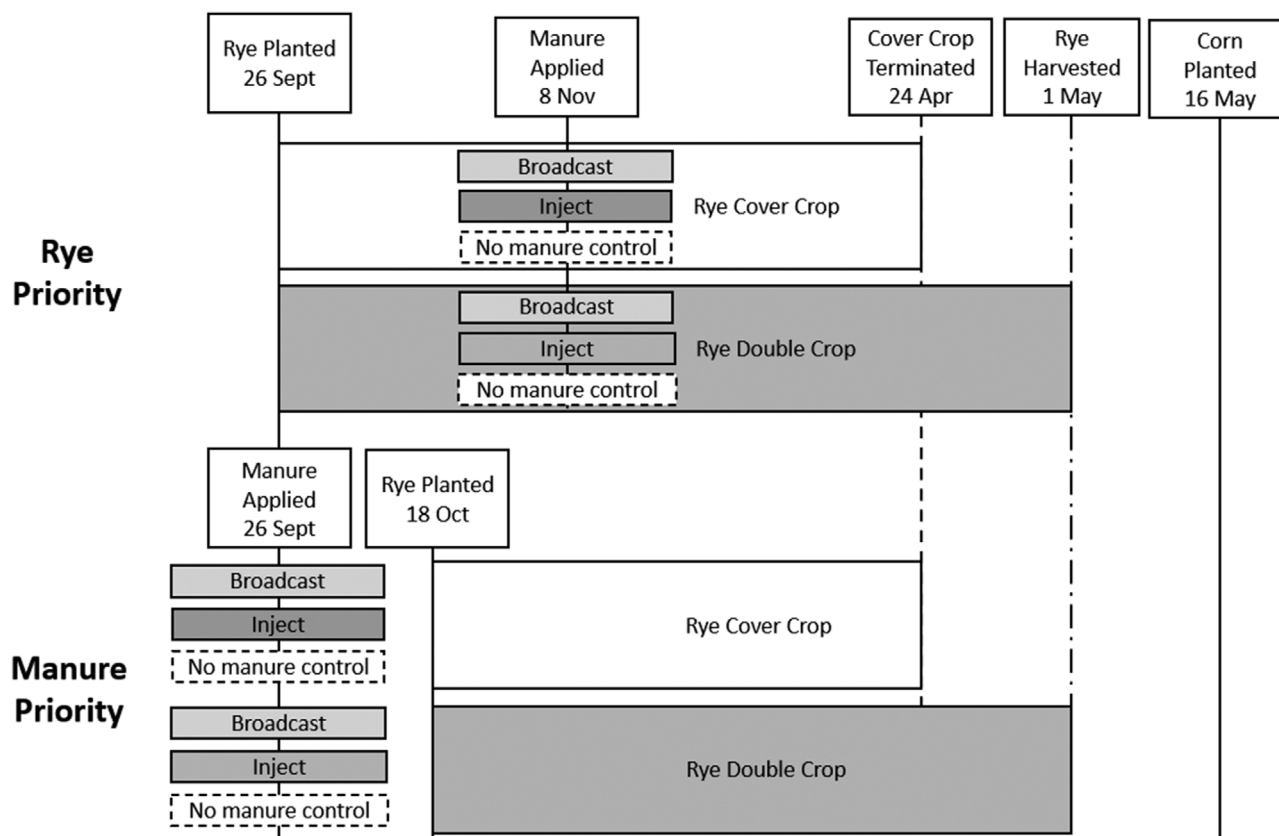 Rye Planted
26 Sept
Manure
Applied
8 Nov
Cover Crop
Terminated
24 Apr
Rye
Harvested
1 May
Corn
Planted
16 May
Rye
Priority
Broadcast
Inject
No manure control
Rye Cover Crop
Broadcast
Inject
No manure control
Rye Double Crop
Manure
Applied
26 Sept
Rye Planted
18 Oct
Manure
Priority
Broadcast
Inject
No manure control
Rye Cover Crop
Broadcast
Inject
No manure control
Rye Double Crop